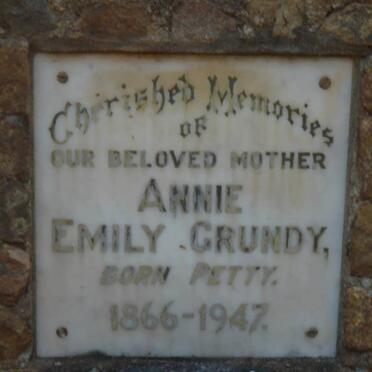 Cherished Memories
OF
OUR BELOVED MOTHER
ANNIE
EMILY GRUNDY,
BORN PETTY.
1866-1947.